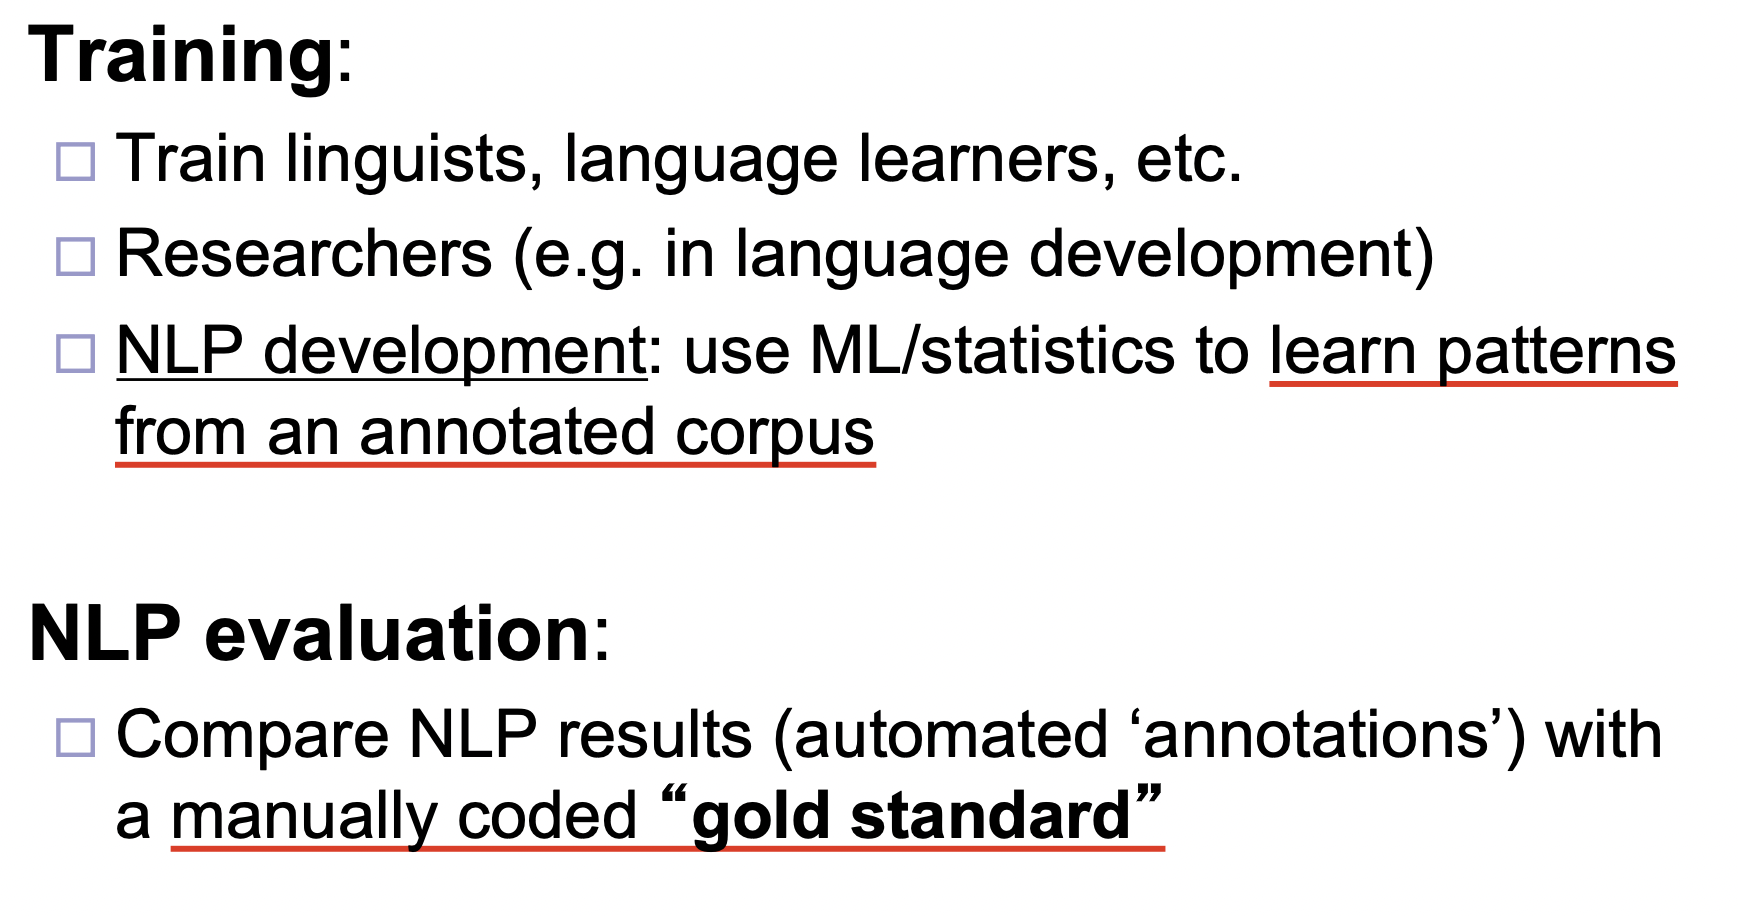 Training:
Train linguists, language learners, etc.
Researchers (e.g. in language development)
NLP development: use ML/statistics to learn patterns
from an annotated corpus
NLP evaluation:
Compare NLP results (automated ‘annotations’) with
a manually coded “gold standard”